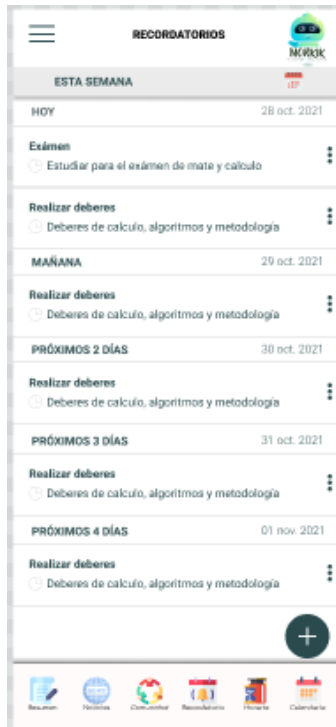 RECORDATORIOS
ESTA SEMANA
HOY 28 oct. 2021
Exámen
Estudiar para el exámen de mate y calculo
Realizar deberes
Deberes de calculo, algoritmos y metodología
MAÑANA 29 oct. 2021
Realizar deberes
Deberes de calculo, algoritmos y metodología
PRÓXIMOS 2 DÍAS 30 oct. 2021
Realizar deberes
Deberes de calculo, algoritmos y metodología
PRÓXIMOS 3 DÍAS 31 oct. 2021
Realizar deberes
Deberes de calculo, algoritmos y metodología
PRÓXIMOS 4 DÍAS 01 nov. 2021
Realizar deberes
Deberes de calculo, algoritmos y metodología
Resumen Noticias Comunidad Recordatorio Horario Calendario